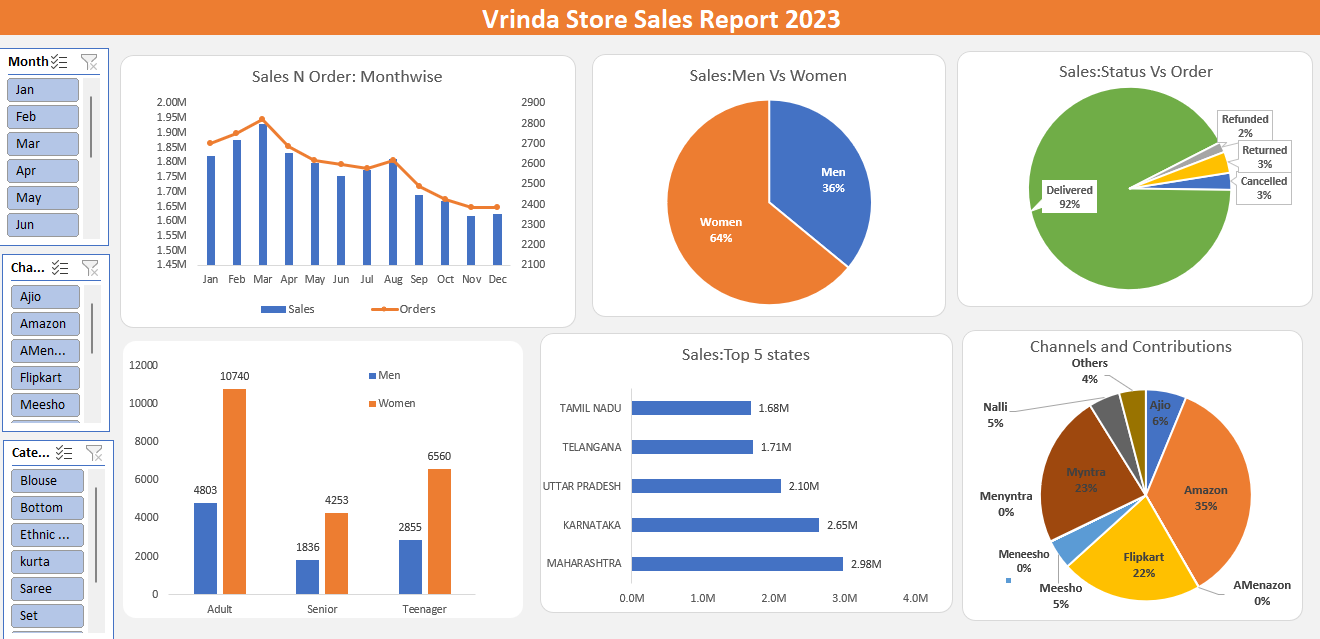 Vrinda Store Sales Report 2023
Month
Jan
Feb
Mar
Apr
May
Jun
Cha...
Ajio
Amazon
AMen...
Flipkart
Meesho
Cate...
Blouse
Bottom
Ethnic ...
kurta
Saree
Set
Sales N Order: Monthwise
2.00M
1.95M
1.90M
1.85M
1.80M
1.75M
1.70M
1.65M
1.60M
1.55M
1.50M
1.45M
2900
2800
2700
2600
2500
2400
2300
2200
2100
Jan Feb Mar Apr May Jun Jul Aug Sep Oct Nov Dec
Sales Orders
Sales:Men Vs Women
Men
36%
Women
64%
Sales:Status Vs Order
Refunded
2%
Returned
3%
Cancelled
3%
Delivered
92%
12000
10000
8000
6000
4000
2000
0
Men
Women
4803
10740
1836
4253
2855
6560
Adult Senior Teenager
Sales:Top 5 states
TAMIL NADU 1.68M
TELANGANA 1.71M
UTTAR PRADESH 2.10M
KARNATAKA 2.65M
MAHARASHTRA 2.98M
0.0M 1.0M 2.0M 3.0M 4.0M
Channels and Contributions
Others
4%
Ajio
6%
Nalli
5%
Myntra
23%
Amazon
35%
Menyntra
0%
Meneesho
0%
Flipkart
22%
Meesho
5%
AMenazon
0%